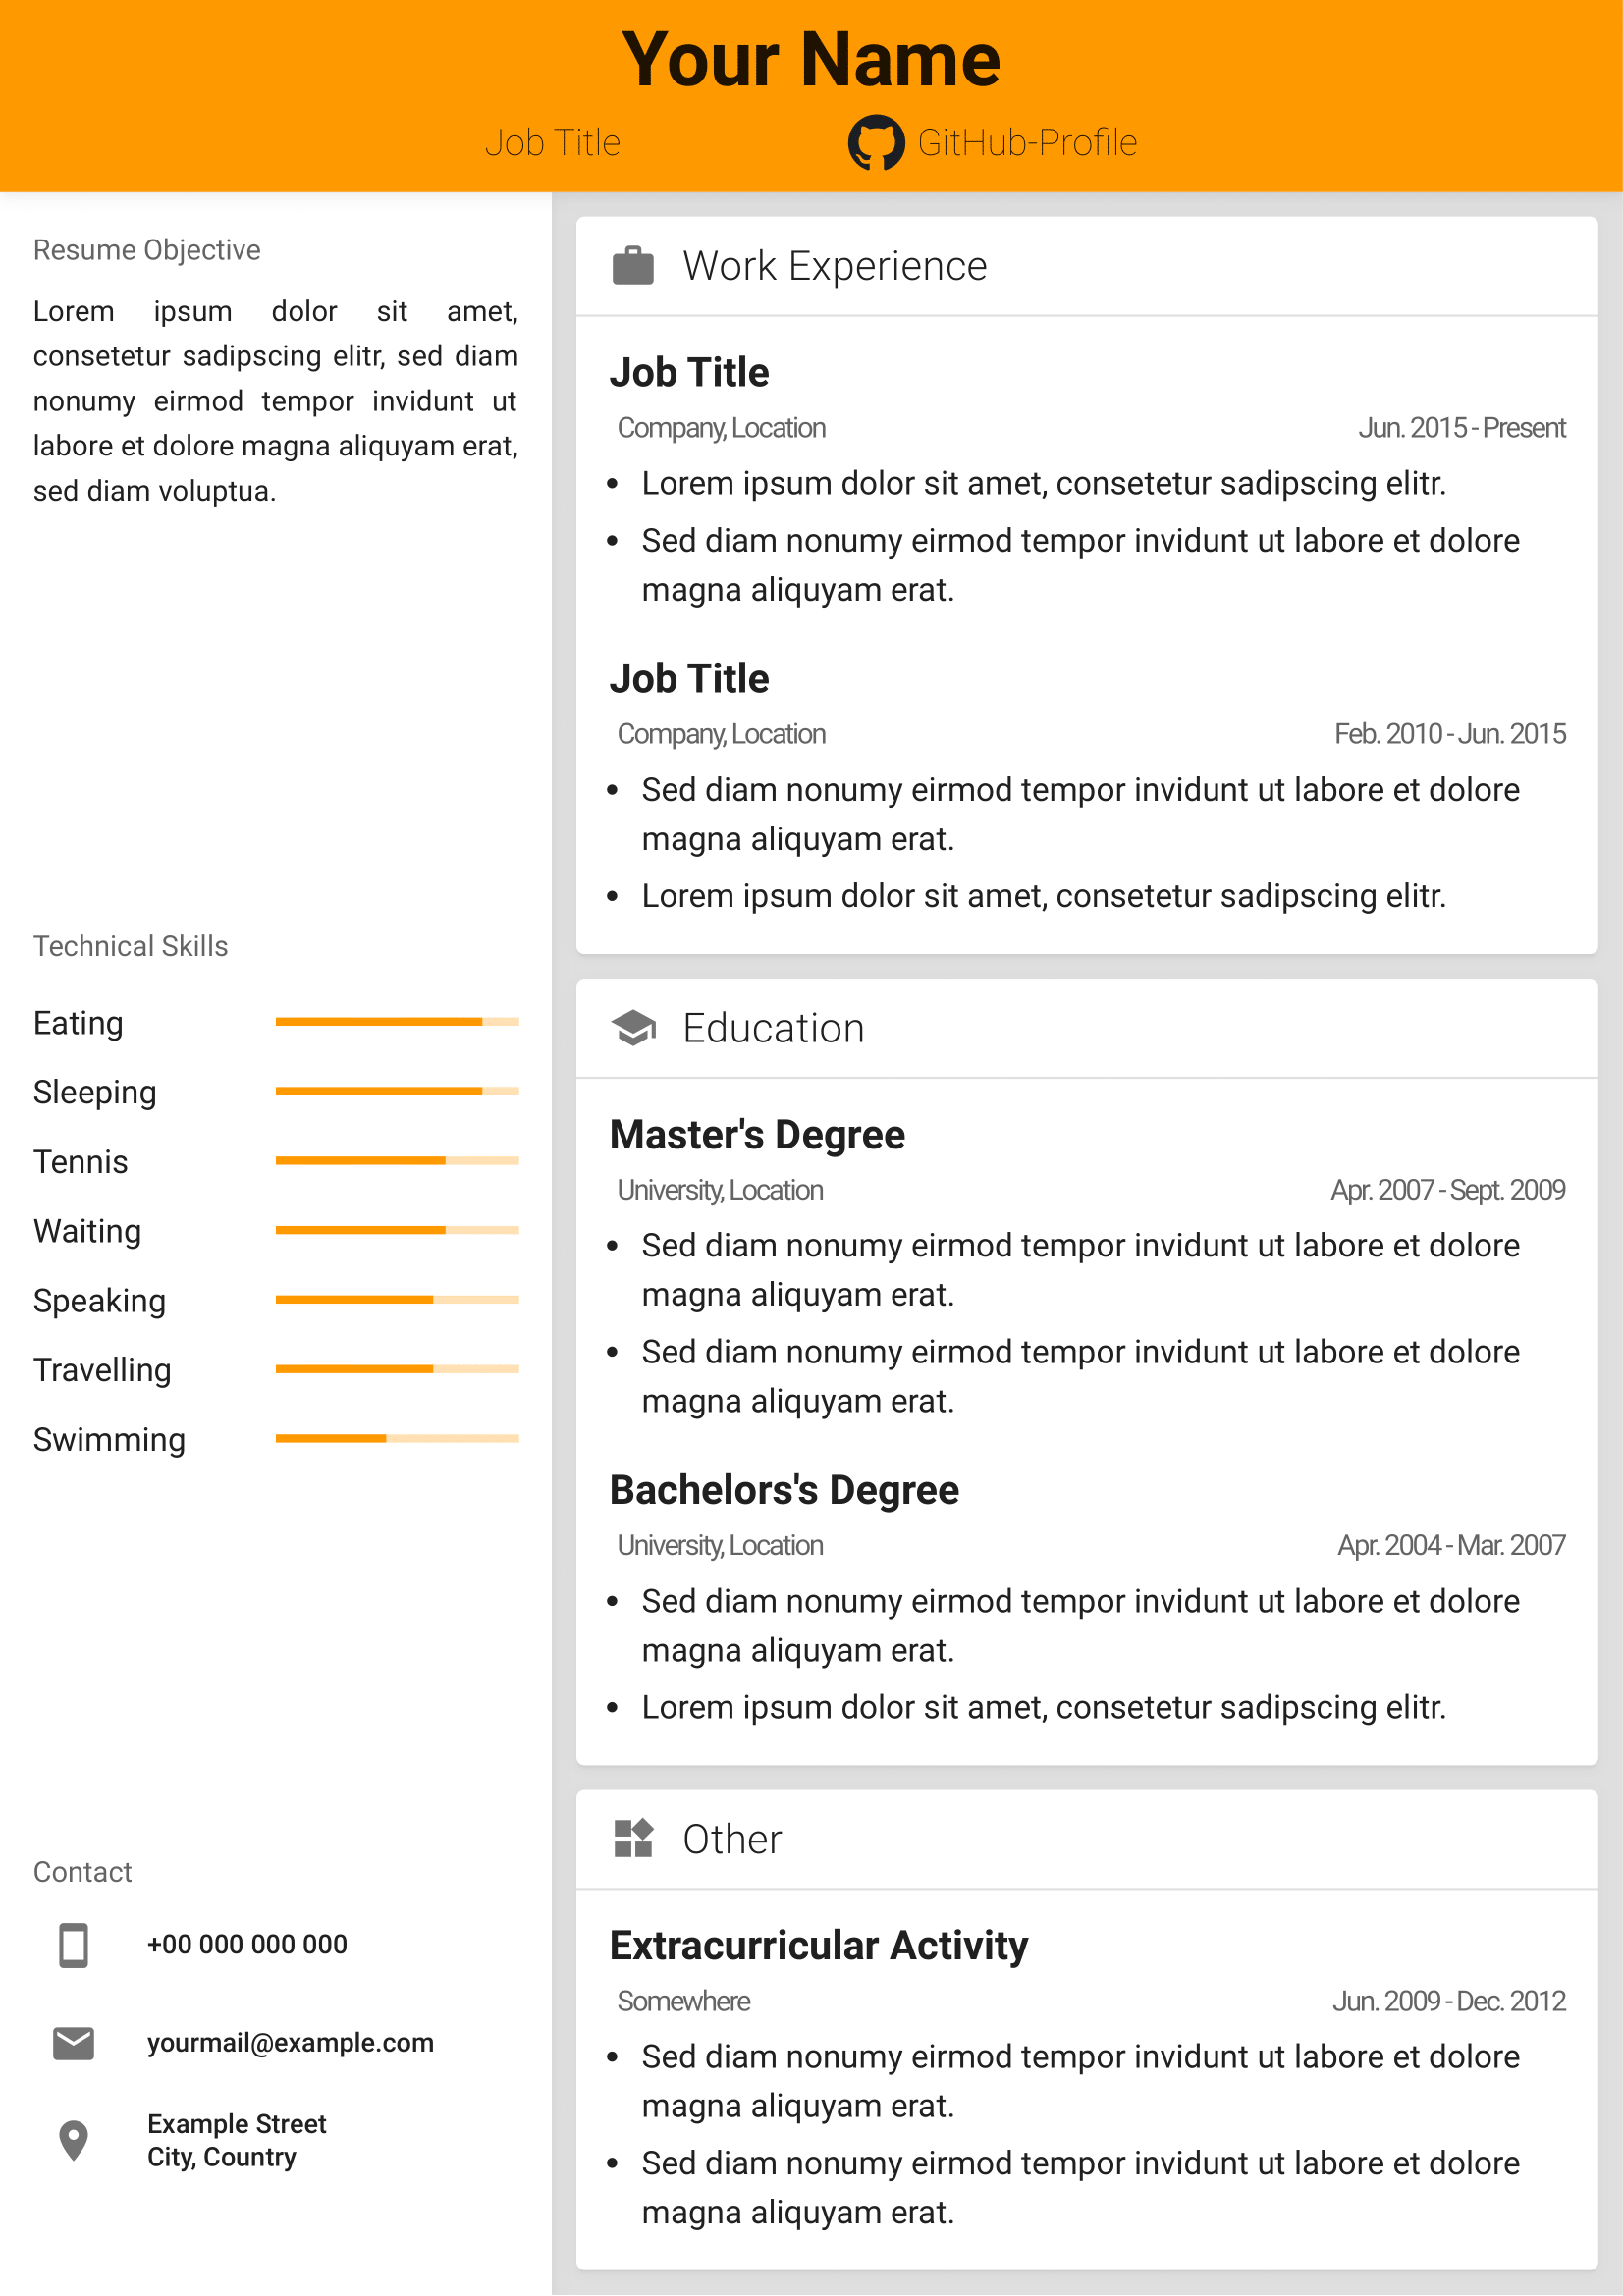 Your Name
Job Title
GitHub-Profile
Resume Objective
Lorem ipsum dolor sit amet,
consetetur sadipscing elitr, sed diam
nonumy eirmod tempor invidunt ut
labore et dolore magna aliquyam erat,
sed diam voluptua.
Technical Skills
Eating
Sleeping
Tennis
Waiting
Speaking
Travelling
Swimming
Contact
+00 000 000 000
yourmail@example.com
Example Street
City, Country
Work Experience
Job Title
Company, Location Jun. 2015 - Present
• Lorem ipsum dolor sit amet, consetetur sadipscing elitr.
• Sed diam nonumy eirmod tempor invidunt ut labore et dolore
magna aliquyam erat.
Job Title
Company, Location Feb. 2010 - Jun. 2015
• Sed diam nonumy eirmod tempor invidunt ut labore et dolore
magna aliquyam erat.
• Lorem ipsum dolor sit amet, consetetur sadipscing elitr.
Education
Master's Degree
University, Location Apr. 2007 - Sept. 2009
• Sed diam nonumy eirmod tempor invidunt ut labore et dolore
magna aliquyam erat.
• Sed diam nonumy eirmod tempor invidunt ut labore et dolore
magna aliquyam erat.
Bachelors's Degree
University, Location Apr. 2004 - Mar. 2007
• Sed diam nonumy eirmod tempor invidunt ut labore et dolore
magna aliquyam erat.
• Lorem ipsum dolor sit amet, consetetur sadipscing elitr.
Other
Extracurricular Activity
Somewhere Jun. 2009 - Dec. 2012
• Sed diam nonumy eirmod tempor invidunt ut labore et dolore
magna aliquyam erat.
• Sed diam nonumy eirmod tempor invidunt ut labore et dolore
magna aliquyam erat.